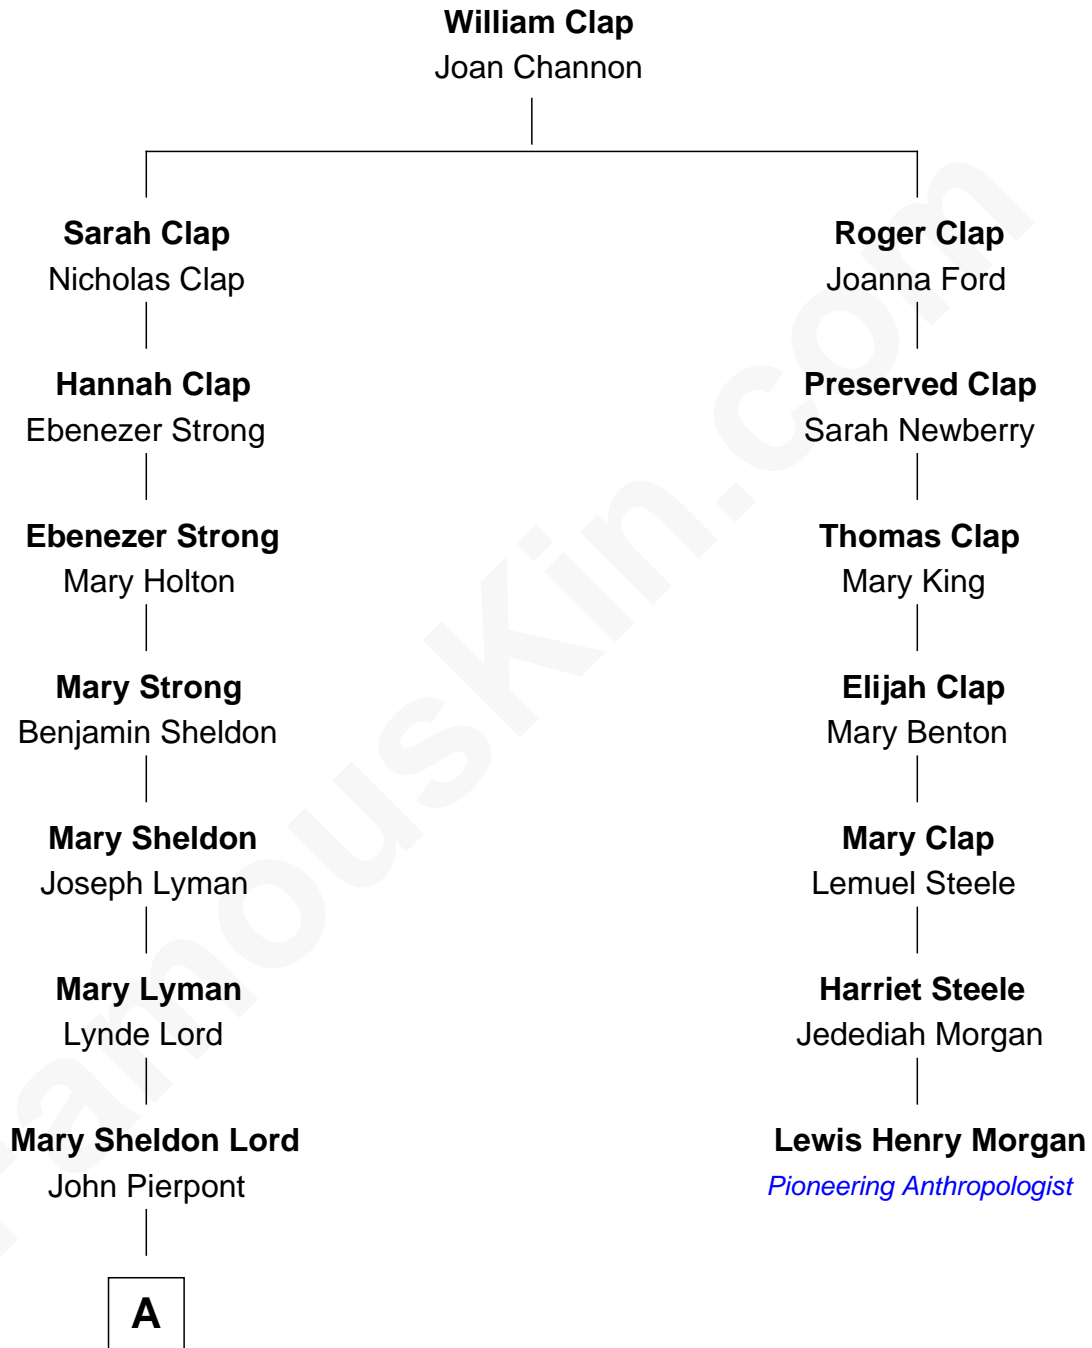 William Clap
Joan Channon
Sarah Clap
Nicholas Clap
Roger Clap
Joanna Ford
Hannah Clap
Ebenezer Strong
Preserved Clap
Sarah Newberry
Ebenezer Strong
Mary Holton
Thomas Clap
Mary King
Mary Strong
Benjamin Sheldon
Elijah Clap
Mary Benton
Mary Sheldon
Joseph Lyman
Mary Clap
Lemuel Steele
Mary Lyman
Lynde Lord
Harriet Steele
Jedediah Morgan
Mary Sheldon Lord
John Pierpont
Lewis Henry Morgan
Pioneering Anthropologist
A
FamousKin.com